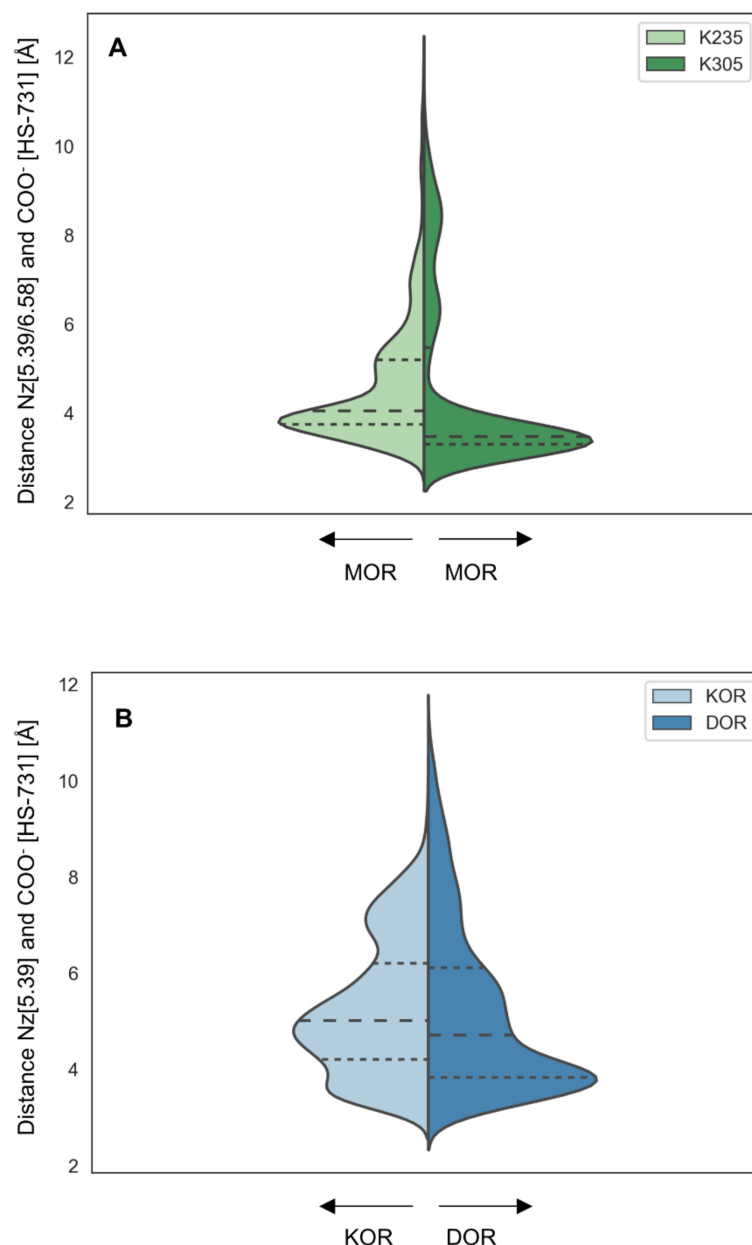 Distance Nz[5.39/6.58] and COO⁻ [HS-731] [Å]
A
K235
K305
12
10
8
6
4
2
MOR MOR
Distance Nz[5.39] and COO⁻ [HS-731] [Å]
B
KOR
DOR
12
10
8
6
4
2
KOR DOR